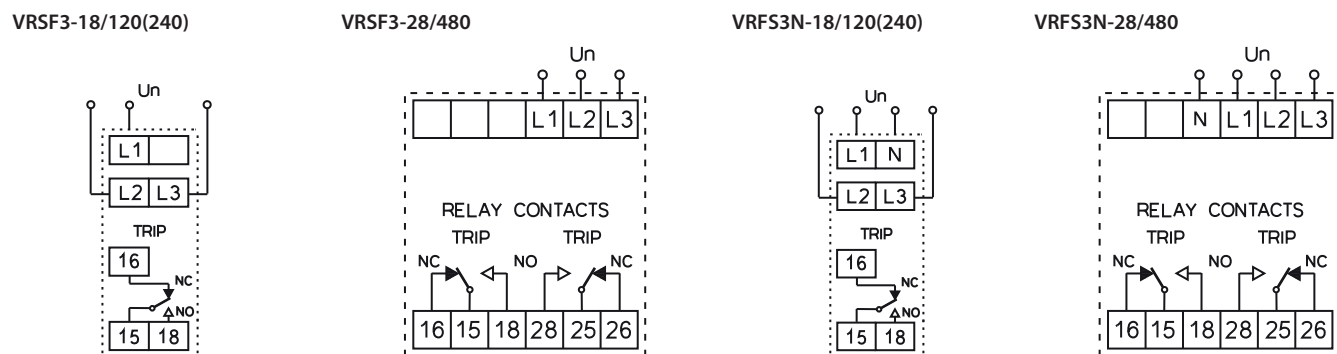 VRSF3-18/120(240)
VRSF3-28/480
VRFS3N-18/120(240)
VRFS3N-28/480
Un
L1
L2 L3
TRIP
16
NC
NO
15 18
Un
L1 L2 L3
RELAY CONTACTS
TRIP TRIP
NC NO NC
16 15 18 28 25 26
Un
L1 N
L2 L3
TRIP
16
NC
NO
15 18
Un
N L1 L2 L3
RELAY CONTACTS
TRIP TRIP
NC NO NC
16 15 18 28 25 26